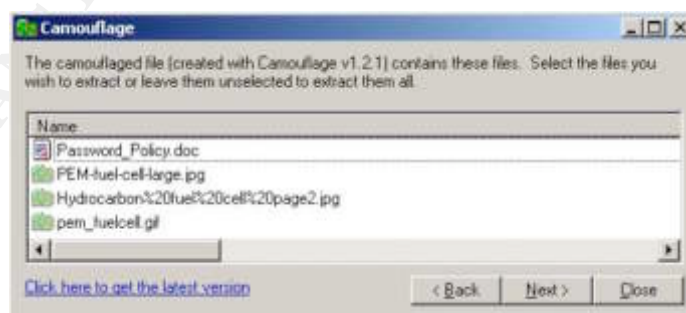 Camouflage
The camouflaged file (created with Camouflage v1.2.1) contains these files. Select the files you
wish to extract or leave them unselected to extract them all.
Name
Password_Policy.doc
PEM-fuel-cell-large.jpg
Hydrocarbon%20fuel%20cell%20page2.jpg
pem_fuelcell.gif
Click here to get the latest version
< Back
Next >
Close